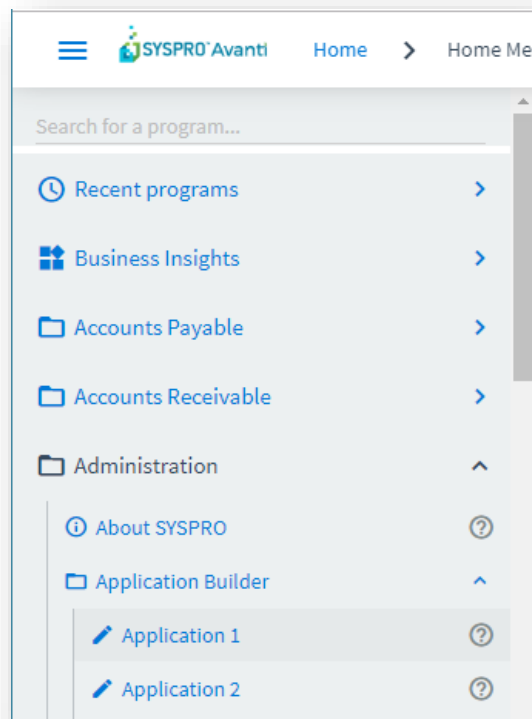 SYSPRO Avanti Home > Home Me
Search for a program...
Recent programs
Business Insights
Accounts Payable
Accounts Receivable
Administration
About SYSPRO
Application Builder
Application 1
Application 2